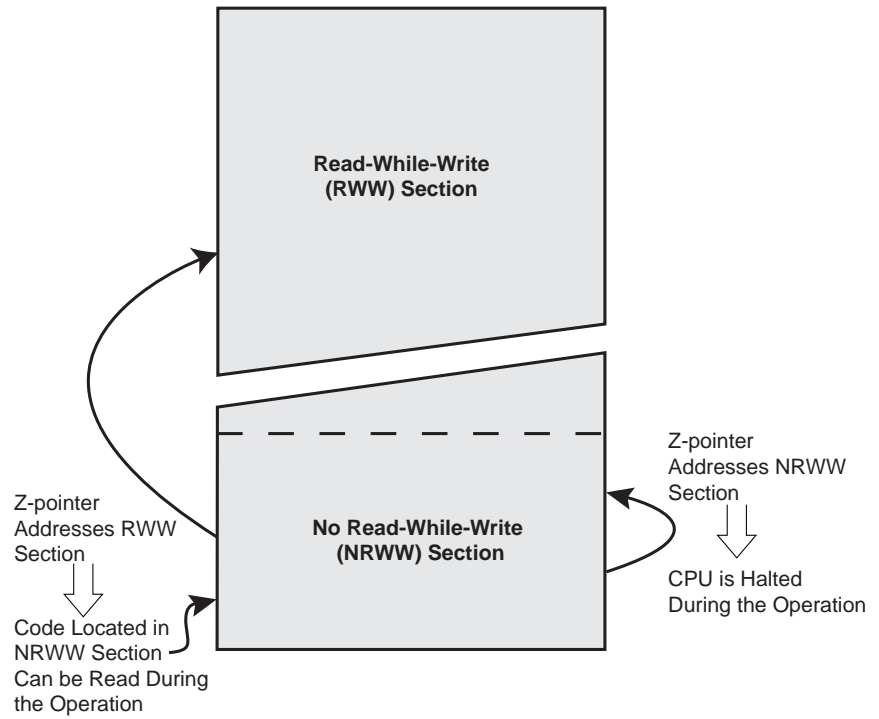 Read-While-Write
(RWW) Section
Z-pointer
Addresses NRWW
Section
Z-pointer
Addresses RWW
Section
No Read-While-Write
(NRWW) Section
CPU is Halted
During the Operation
Code Located in
NRWW Section
Can be Read During
the Operation